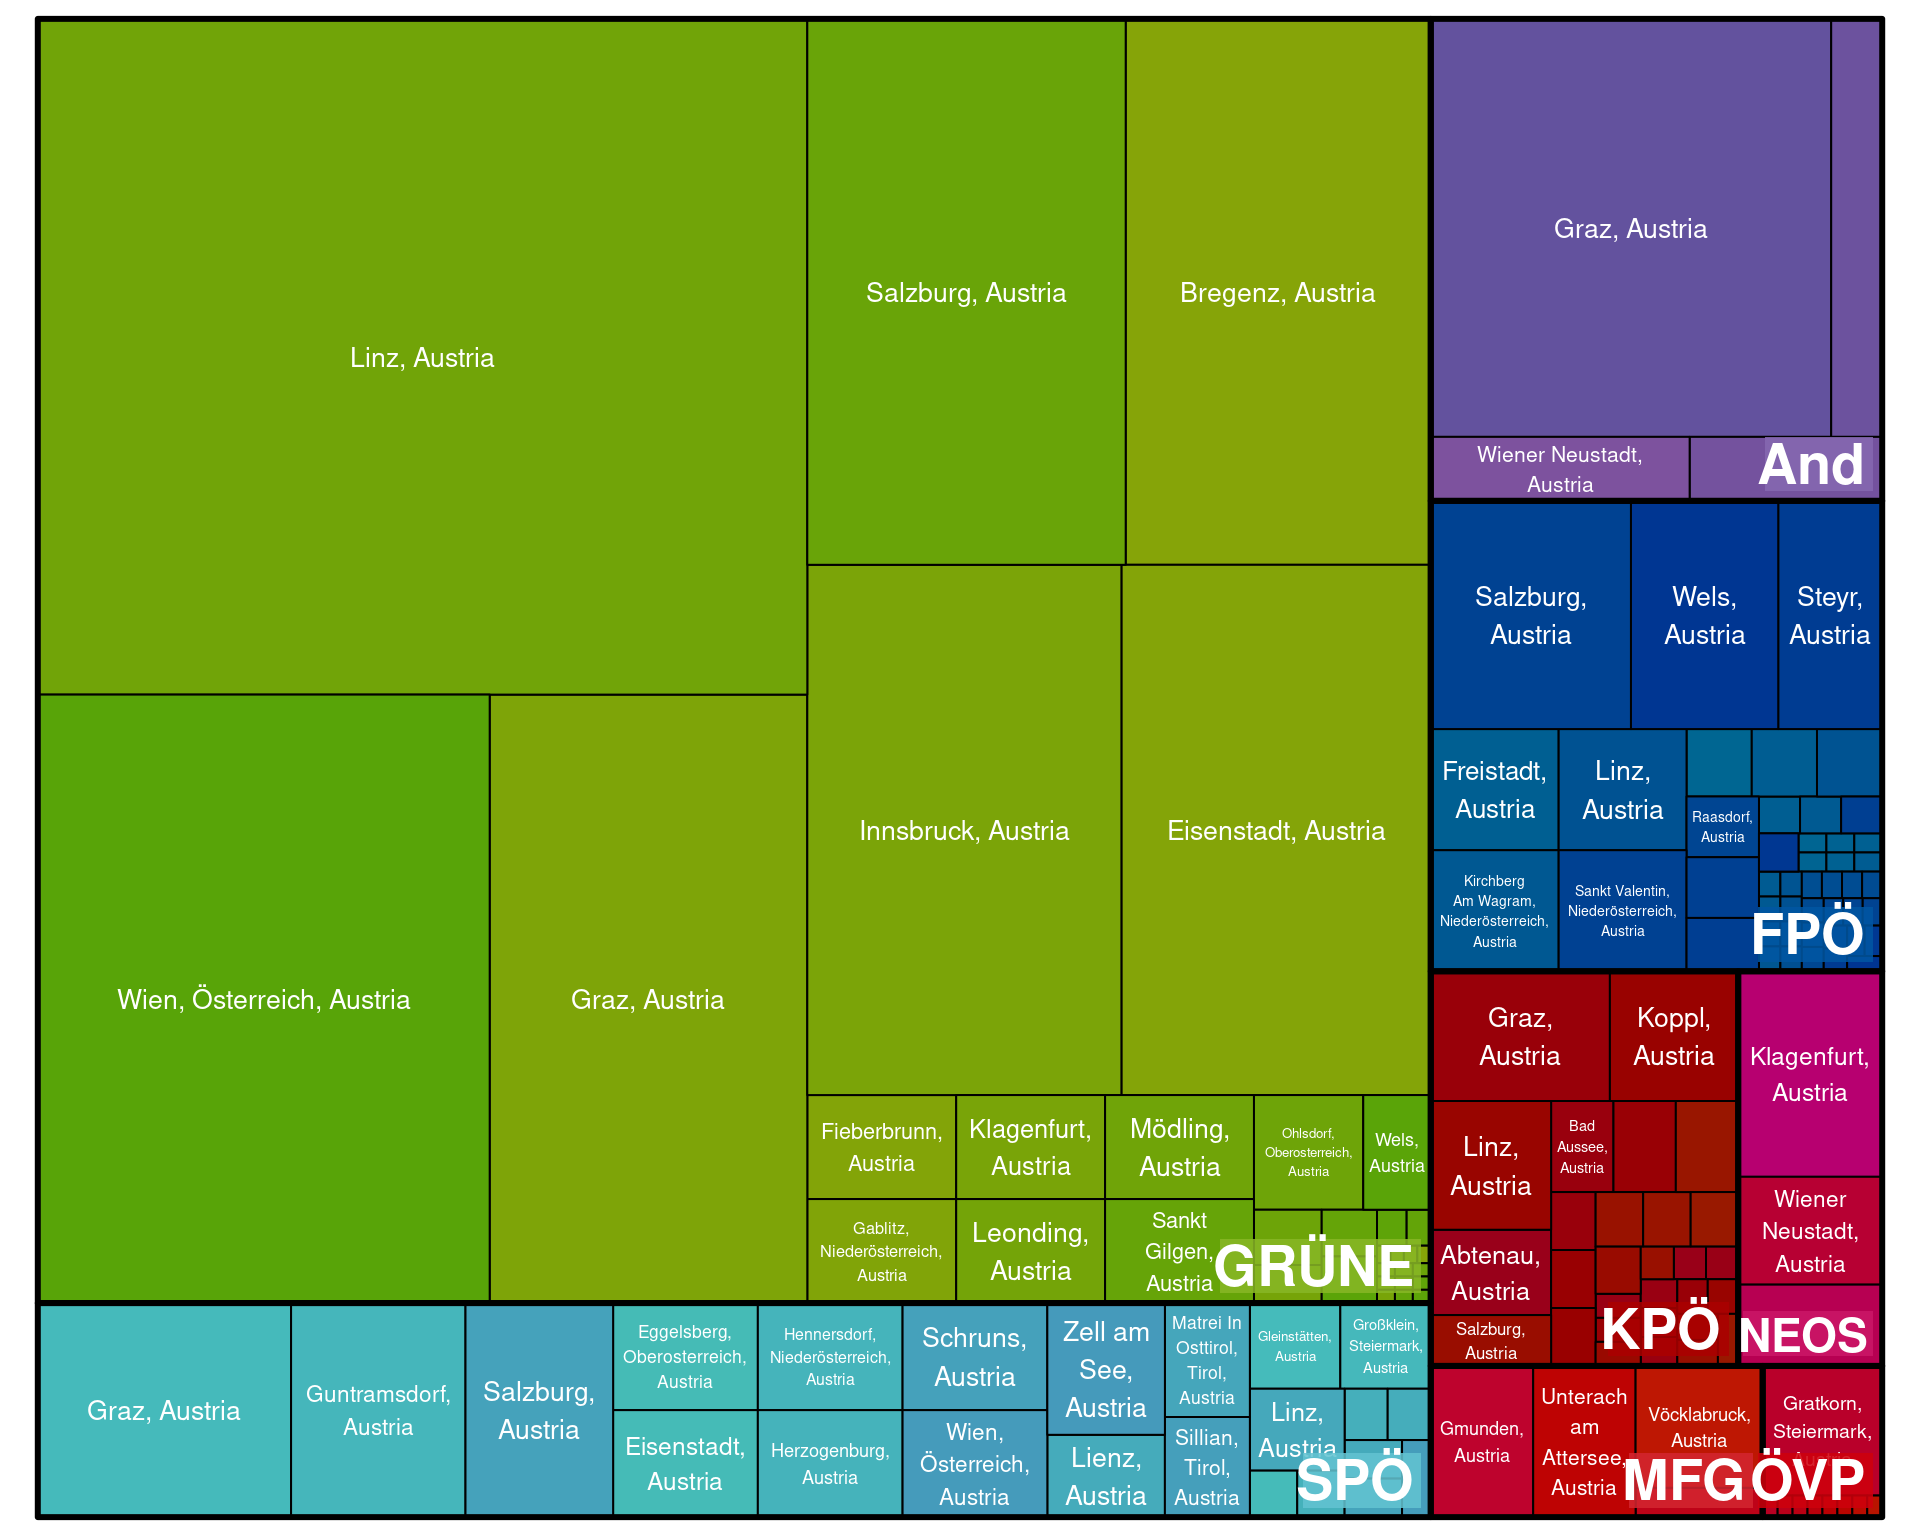 Linz, Austria
Salzburg, Austria
Bregenz, Austria
Wien, Österreich, Austria
Graz, Austria
Innsbruck, Austria
Eisenstadt, Austria
Fieberbrunn,
Austria
Klagenfurt,
Austria
Mödling,
Austria
Ohlsdorf,
Oberosterreich,
Austria
Wels,
Austria
Gablitz,
Niederösterreich,
Austria
Leonding,
Austria
Sankt
Gilgen,
Austria
GRÜNE
Graz, Austria
Guntramsdorf,
Austria
Salzburg,
Austria
Eggelsberg,
Oberosterreich,
Austria
Eisenstadt,
Austria
Hennersdorf,
Niederösterreich,
Austria
Herzogenburg,
Austria
Schruns,
Austria
Wien,
Österreich,
Austria
Zell am
See,
Austria
Lienz,
Austria
Matrei In
Osttirol,
Tirol,
Austria
Sillian,
Tirol,
Austria
Gleinstätten,
Austria
Großklein,
Steiermark,
Austria
Linz,
Austria
SPÖ
Graz, Austria
Wiener Neustadt,
Austria
And
Salzburg,
Austria
Wels,
Austria
Steyr,
Austria
Freistadt,
Austria
Linz,
Austria
Raasdorf,
Austria
Kirchberg
Am Wagram,
Niederösterreich,
Austria
Sankt Valentin,
Niederösterreich,
Austria
FPÖ
Graz,
Austria
Koppl,
Austria
Linz,
Austria
Bad
Aussee,
Austria
Abtenau,
Austria
Salzburg,
Austria
KPÖ
Klagenfurt,
Austria
Wiener
Neustadt,
Austria
NEOS
Gmunden,
Austria
Unterach
am
Attersee,
Austria
Vöcklabruck,
Austria
MFG
Gratkorn,
Steiermark,
ÖVP